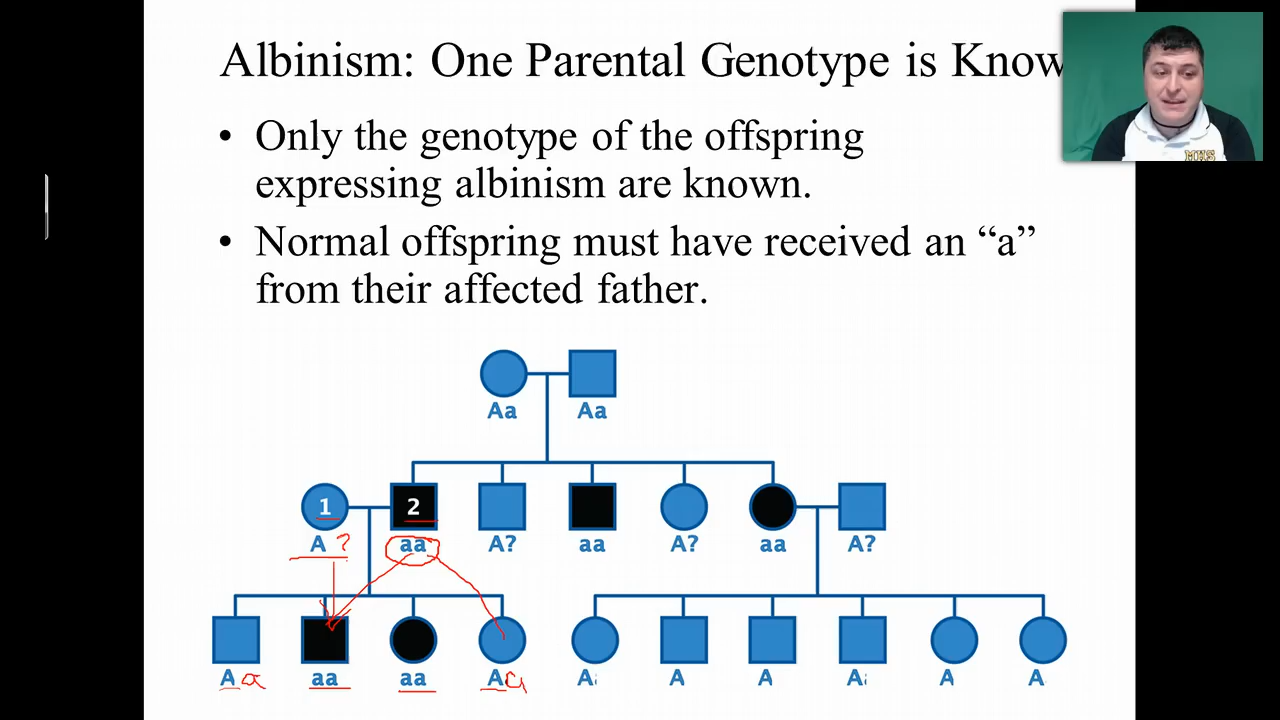 Albinism: One Parental Genotype is Know
• Only the genotype of the offspring
expressing albinism are known.
• Normal offspring must have received an “a”
from their affected father.
MHS
Aa Aa
1 2
A ? aa A? aa A? aa A?
A a aa aa A a A A A A A A